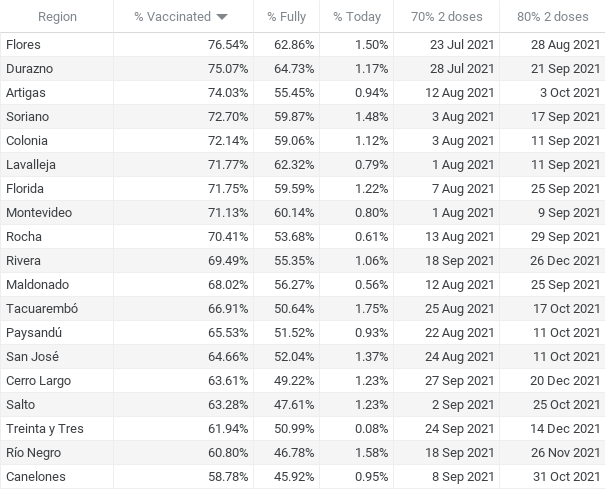 Region % Vaccinated % Fully % Today 70% 2 doses 80% 2 doses
Flores 76.54% 62.86% 1.50% 23 Jul 2021 28 Aug 2021
Durazno 75.07% 64.73% 1.17% 28 Jul 2021 21 Sep 2021
Artigas 74.03% 55.45% 0.94% 12 Aug 2021 3 Oct 2021
Soriano 72.70% 59.87% 1.48% 3 Aug 2021 17 Sep 2021
Colonia 72.14% 59.06% 1.12% 3 Aug 2021 11 Sep 2021
Lavalleja 71.77% 62.32% 0.79% 1 Aug 2021 11 Sep 2021
Florida 71.75% 59.59% 1.22% 7 Aug 2021 25 Sep 2021
Montevideo 71.13% 60.14% 0.80% 1 Aug 2021 9 Sep 2021
Rocha 70.41% 53.68% 0.61% 13 Aug 2021 29 Sep 2021
Rivera 69.49% 55.35% 1.06% 18 Sep 2021 26 Dec 2021
Maldonado 68.02% 56.27% 0.56% 12 Aug 2021 25 Sep 2021
Tacuarembó 66.91% 50.64% 1.75% 25 Aug 2021 17 Oct 2021
Paysandú 65.53% 51.52% 0.93% 22 Aug 2021 11 Oct 2021
San José 64.66% 52.04% 1.37% 24 Aug 2021 11 Oct 2021
Cerro Largo 63.61% 49.22% 1.23% 27 Sep 2021 20 Dec 2021
Salto 63.28% 47.61% 1.23% 2 Sep 2021 25 Oct 2021
Treinta y Tres 61.94% 50.99% 0.08% 24 Sep 2021 14 Dec 2021
Río Negro 60.80% 46.78% 1.58% 18 Sep 2021 26 Nov 2021
Canelones 58.78% 45.92% 0.95% 8 Sep 2021 31 Oct 2021